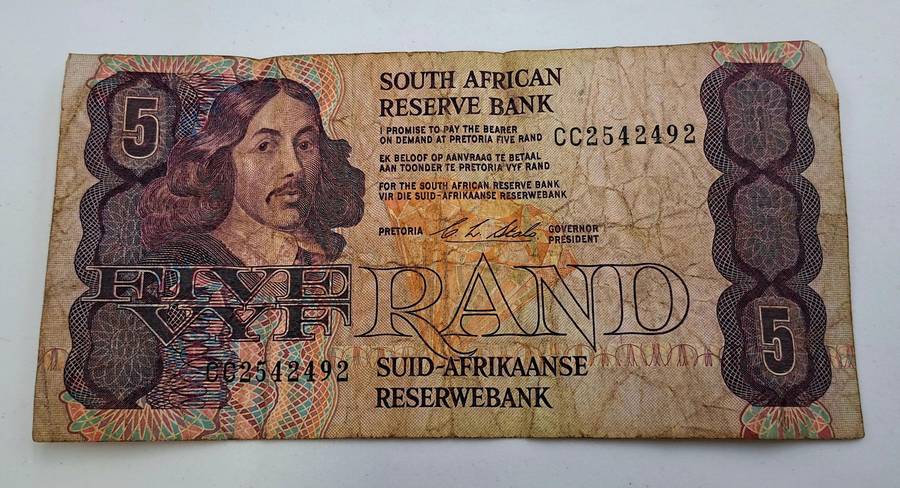 5
SOUTH AFRICAN
RESERVE BANK
I PROMISE TO PAY THE BEARER
ON DEMAND AT PRETORIA FIVE RAND
CC2542492
EK BELOOF OP AANVRAAG TE BETAAL
AAN TOONDER TE PRETORIA VYF RAND
FOR THE SOUTH AFRICAN RESERVE BANK
VIR DIE SUID-AFRIKAANSE RESERWEBANK
PRETORIA
GOVERNOR
PRESIDENT
FIVE
VYF
RAND
5
CC2542492
SUID-AFRIKAANSE
RESERWEBANK